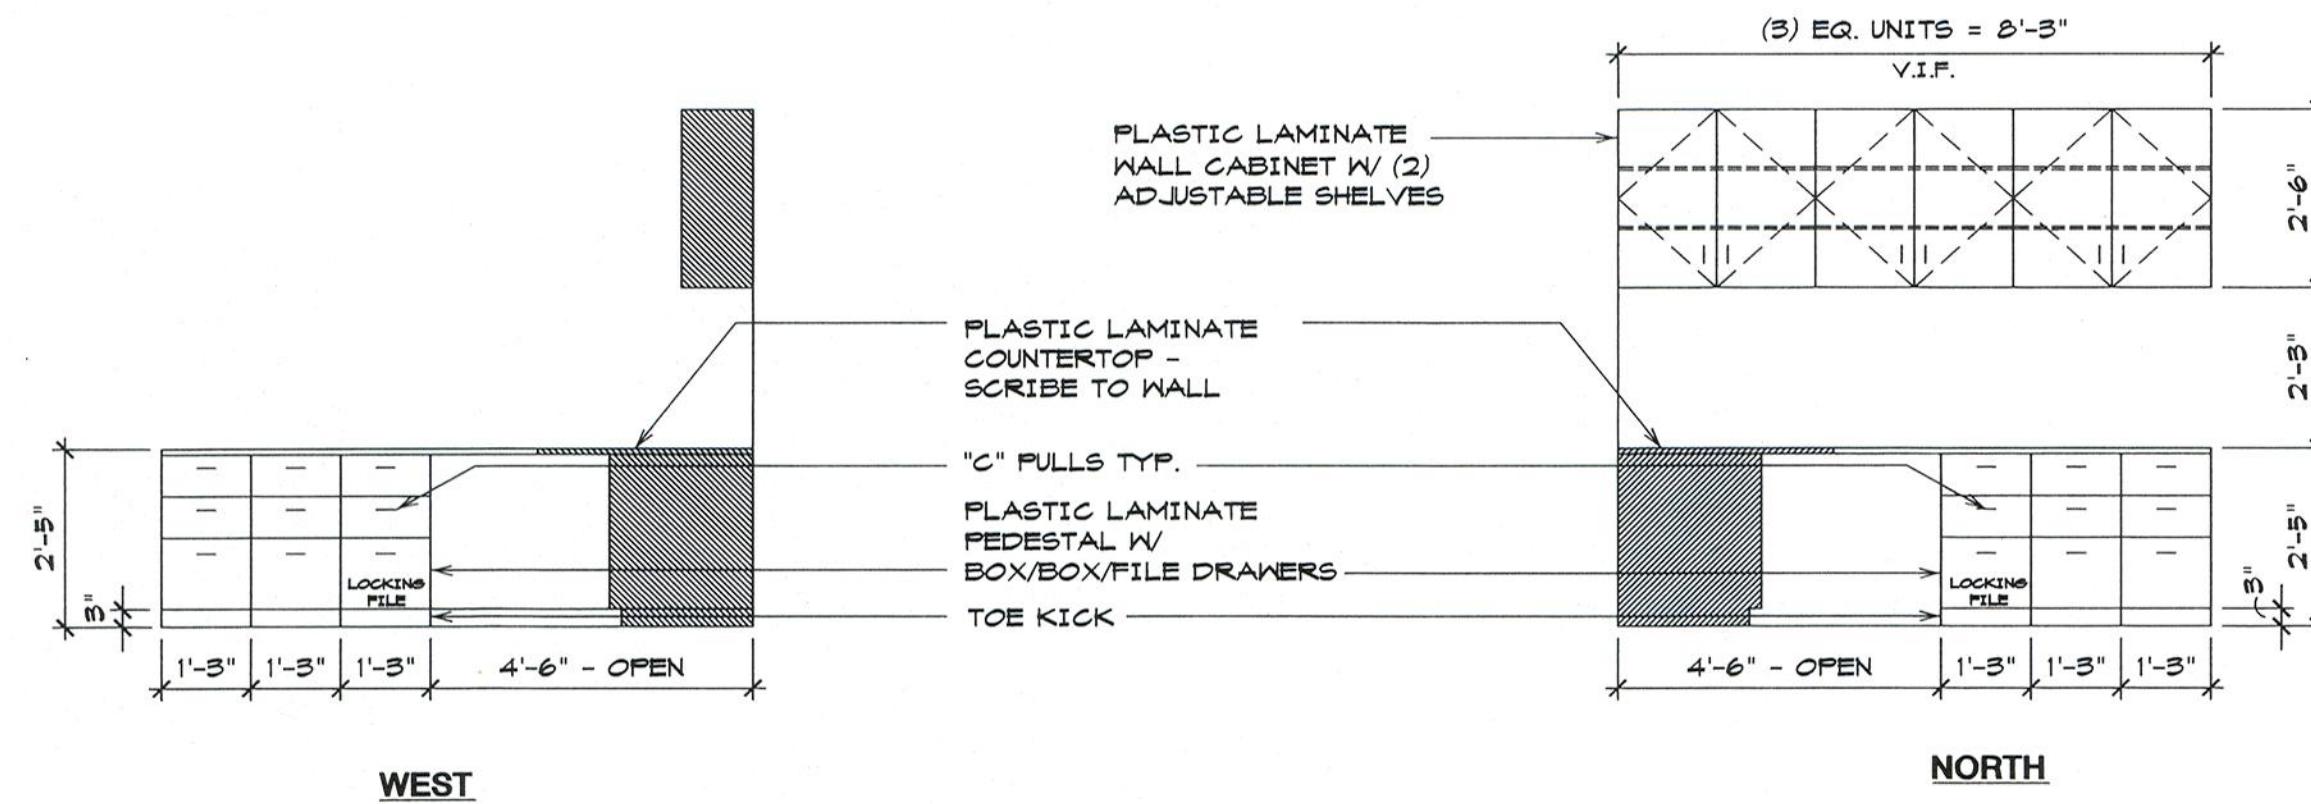 (3) EQ. UNITS = 8'-3"
V.I.F.
PLASTIC LAMINATE
WALL CABINET W/ (2)
ADJUSTABLE SHELVES
2'-6"
PLASTIC LAMINATE
COUNTERTOP -
SCRIBE TO WALL
2'-3"
"C" PULLS TYP.
PLASTIC LAMINATE
PEDESTAL W/
BOX/BOX/FILE DRAWERS
TOE KICK
2'-5"
3"
LOCKING
FILE
1'-3" 1'-3" 1'-3" 4'-6" - OPEN
WEST
LOCKING
FILE
2'-5"
3"
4'-6" - OPEN 1'-3" 1'-3" 1'-3"
NORTH